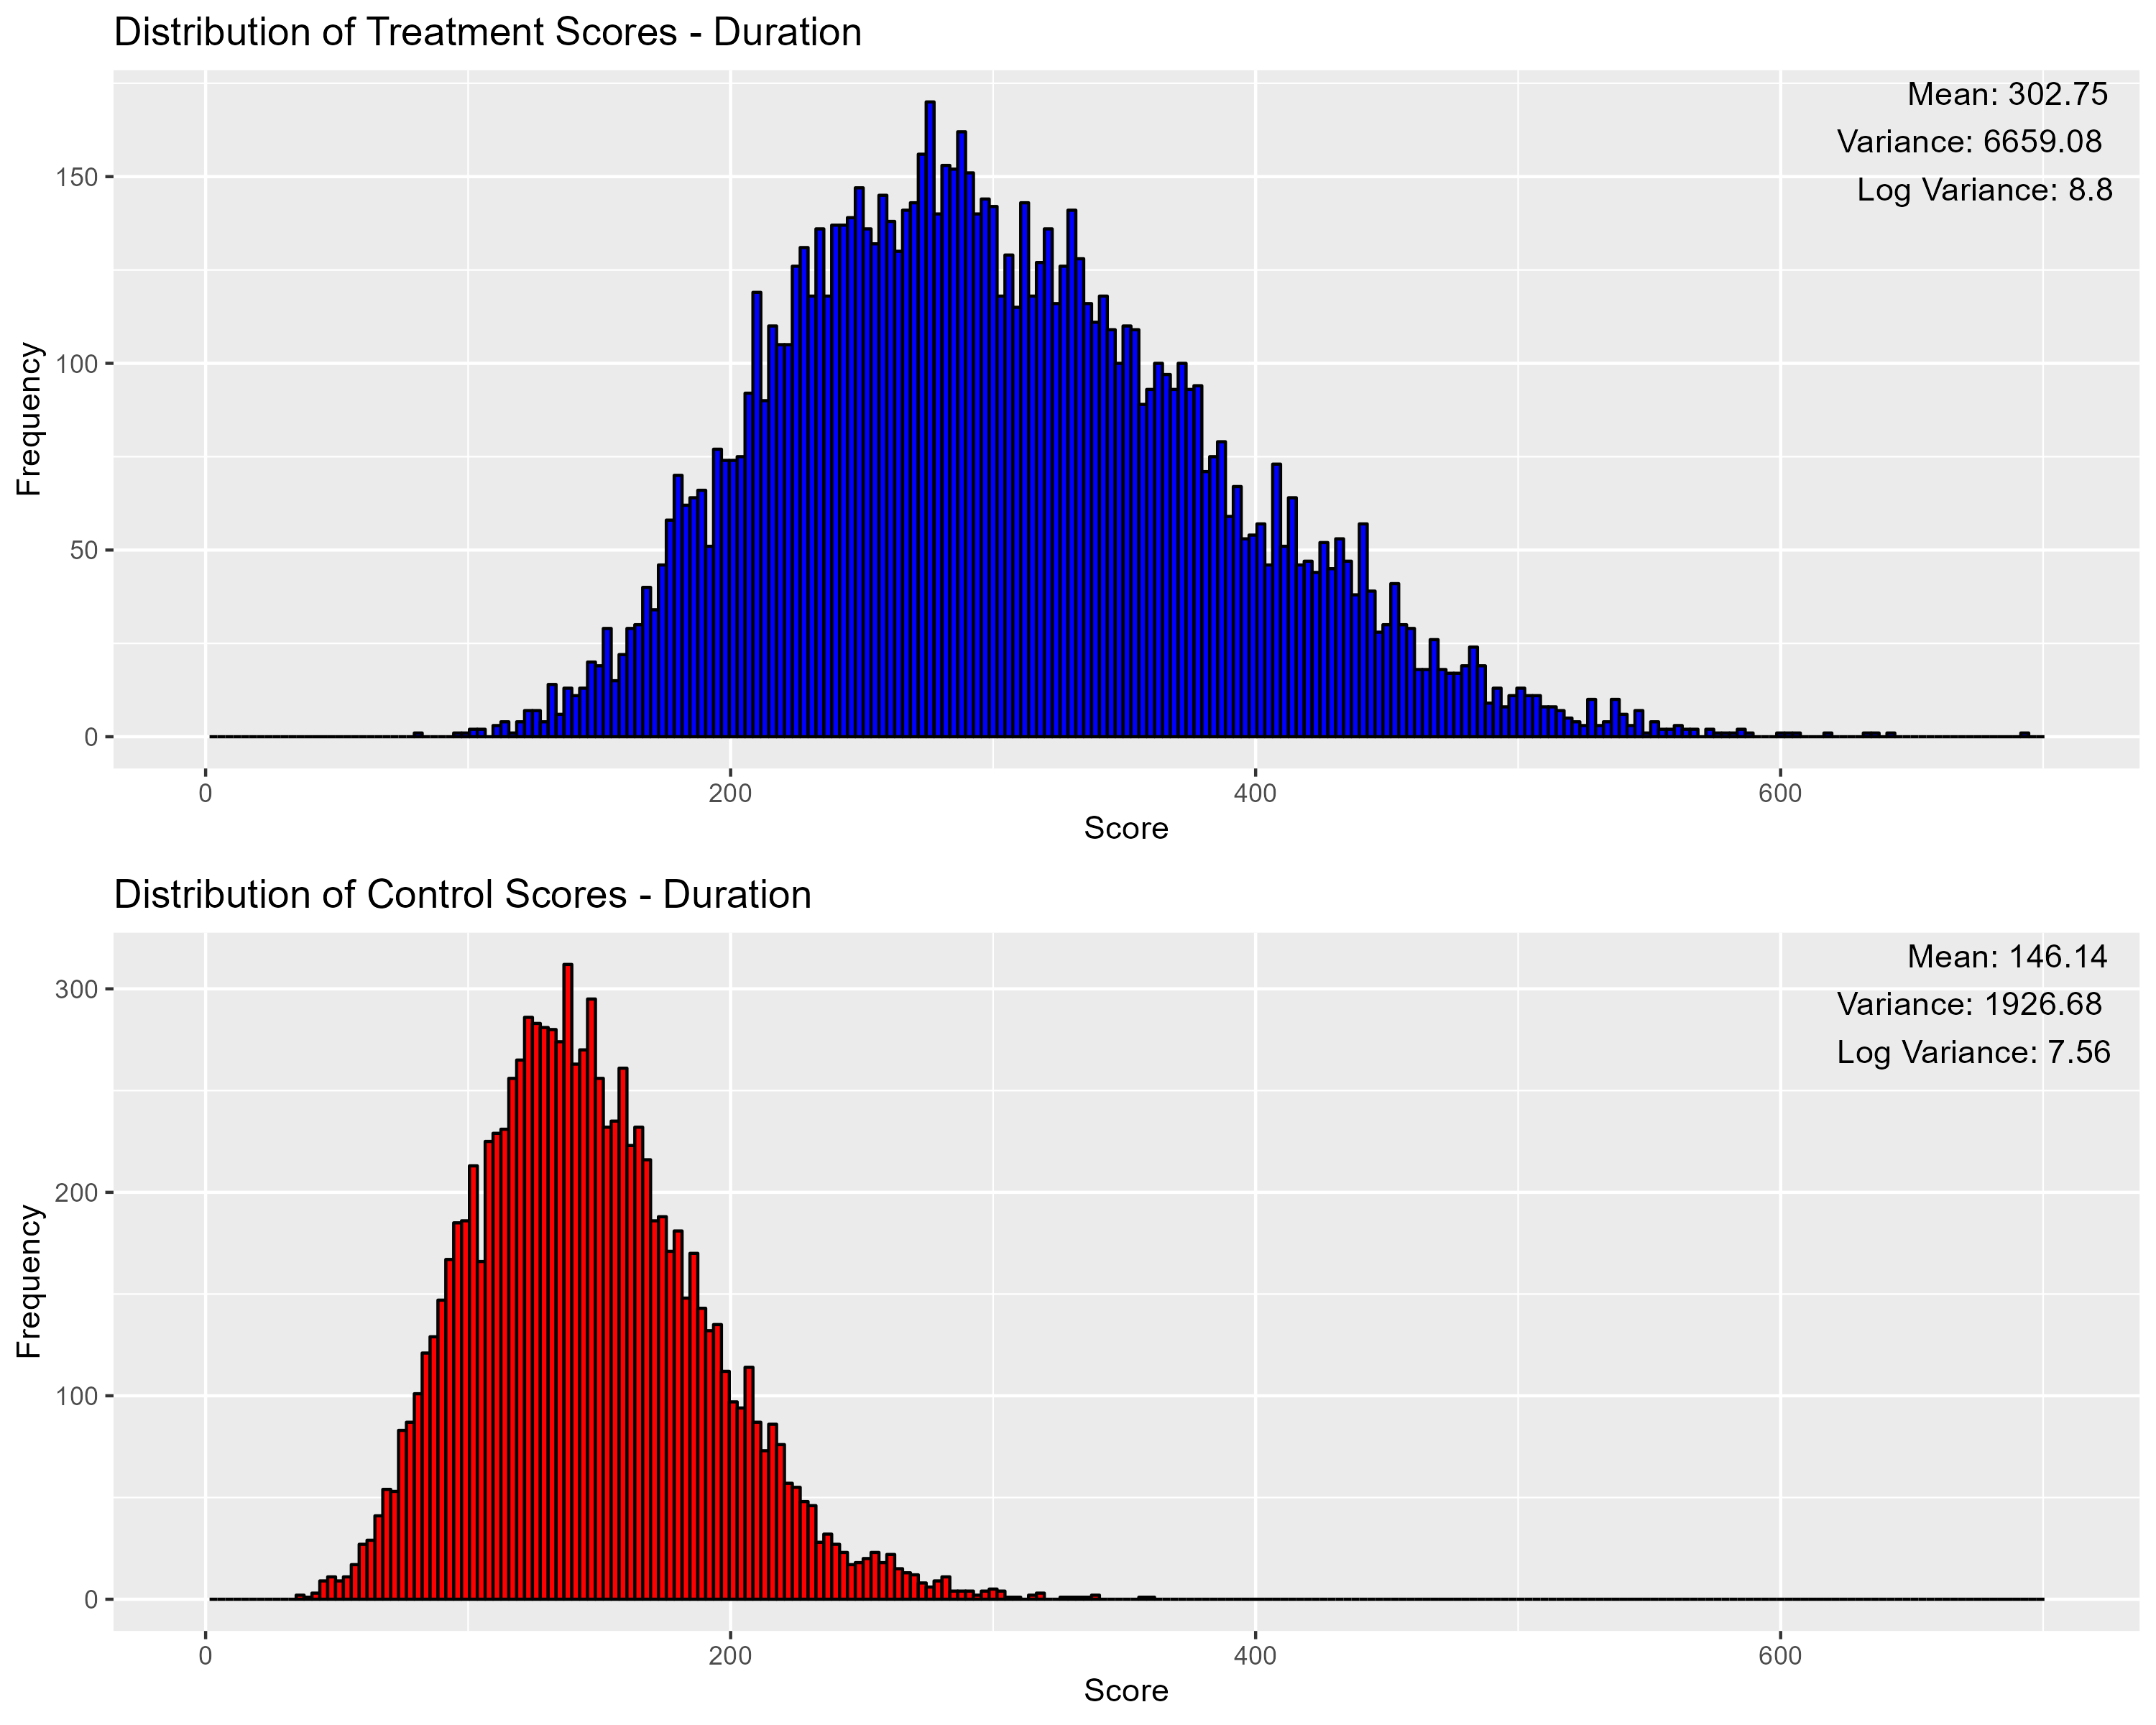 Distribution of Treatment Scores - Duration
Mean: 302.75
Variance: 6659.08
Log Variance: 8.8
Frequency
150
100
50
0
0 200 400 600
Score
Distribution of Control Scores - Duration
Mean: 146.14
Variance: 1926.68
Log Variance: 7.56
Frequency
300
200
100
0
0 200 400 600
Score